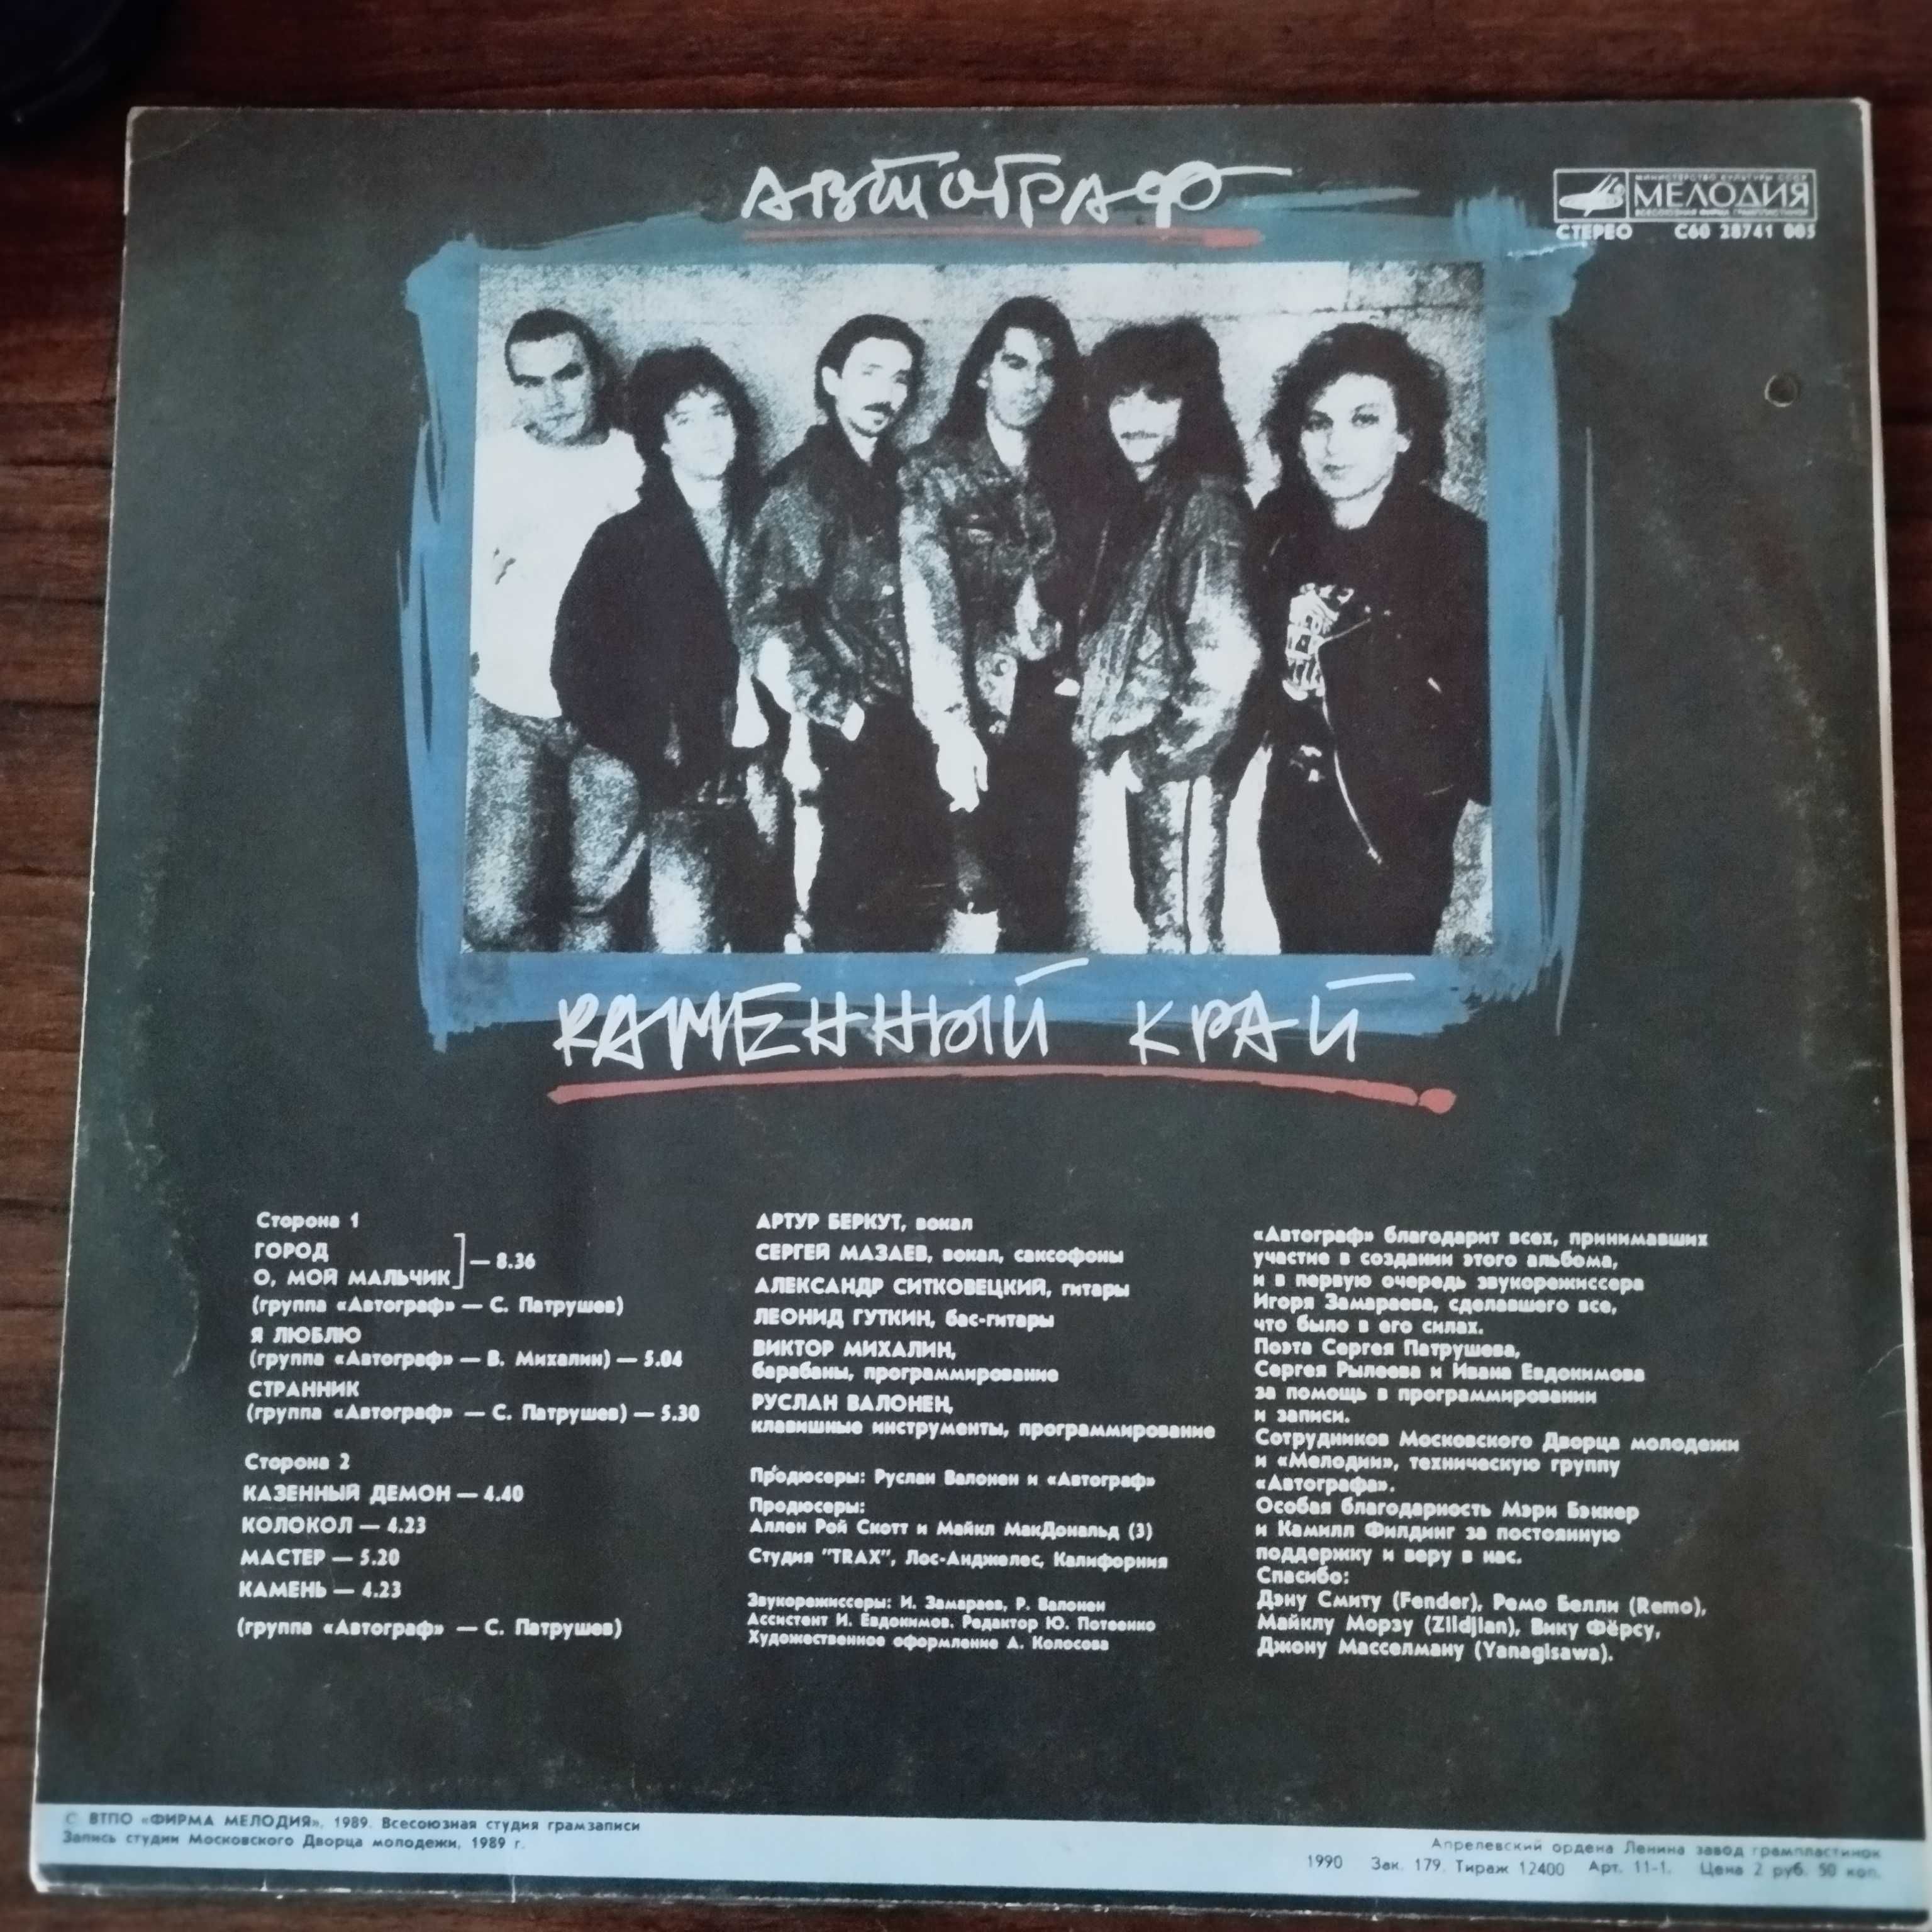 АВТОГРАФ
МИНИСТЕРСТВО КУЛЬТУРЫ СССР
МЕЛОДИЯ
ВСЕСОЮЗНАЯ ФИРМА ГРАМПЛАСТИНОК
СТЕРЕО С60 28741 005
КАМЕННЫЙ КРАЙ
Сторона 1
ГОРОД
О, МОЙ МАЛЬЧИК — 8.36
(группа «Автограф» — С. Патрушев)
Я ЛЮБЛЮ
(группа «Автограф» — В. Михалин) — 5.04
СТРАННИК
(группа «Автограф» — С. Патрушев) — 5.30
Сторона 2
КАЗЕННЫЙ ДЕМОН — 4.40
КОЛОКОЛ — 4.23
МАСТЕР — 5.20
КАМЕНЬ — 4.23
(группа «Автограф» — С. Патрушев)
АРТУР БЕРКУТ, вокал
СЕРГЕЙ МАЗАЕВ, вокал, саксофоны
АЛЕКСАНДР СИТКОВЕЦКИЙ, гитары
ЛЕОНИД ГУТКИН, бас-гитары
ВИКТОР МИХАЛИН,
барабаны, программирование
РУСЛАН ВАЛОНЕН,
клавишные инструменты, программирование
Продюсеры: Руслан Валонен и «Автограф»
Продюсеры:
Аллен Рой Скотт и Майкл МакДональд (3)
Студия "TRAX", Лос-Анджелес, Калифорния
Звукорежиссеры: И. Замараев, Р. Валонен
Ассистент И. Евдокимов. Редактор Ю. Потеенко
Художественное оформление А. Колосова
«Автограф» благодарит всех, принимавших
участие в создании этого альбома,
и в первую очередь звукорежиссера
Игоря Замараева, сделавшего все,
что было в его силах.
Поэта Сергея Патрушева,
Сергея Рылеева и Ивана Евдокимова
за помощь в программировании
и записи.
Сотрудников Московского Дворца молодежи
и «Мелодии», техническую группу
«Автографа».
Особая благодарность Мэри Бэккер
и Камилл Филдинг за постоянную
поддержку и веру в нас.
Спасибо:
Дэну Смиту (Fender), Ремо Белли (Remo),
Майклу Морзу (Zildjian), Вику Фёрсу,
Джону Масселману (Yanagisawa).
С ВТПО «ФИРМА МЕЛОДИЯ», 1989. Всесоюзная студия грамзаписи
Запись студии Московского Дворца молодежи, 1989 г.
Апрелевский ордена Ленина завод грампластинок
1990 Зак. 179. Тираж 12400 Арт. 11-1. Цена 2 руб. 50 коп.